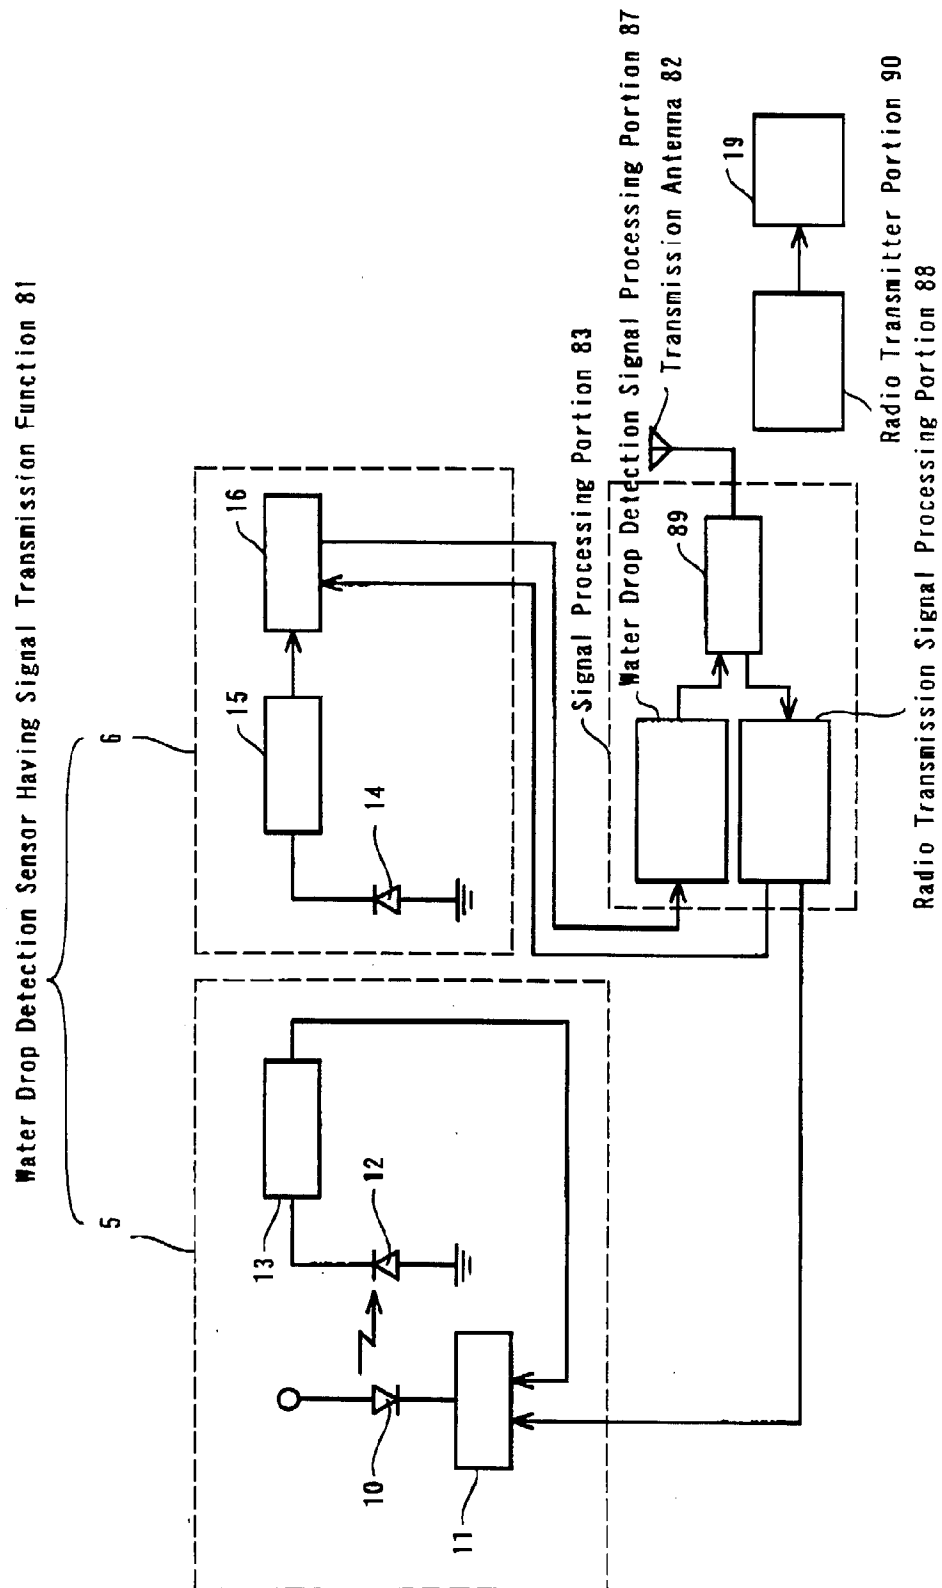 Water Drop Detection Sensor Having Signal Transmission Function 81
5
6
13
12
10
11
15
16
14
Signal Processing Portion 83
Water Drop Detection Signal Processing Portion 87
Transmission Antenna 82
89
19
Radio Transmitter Portion 90
Radio Transmission Signal Processing Portion 88